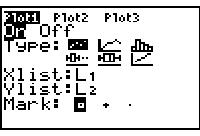 Plot1 Plot2 Plot3
On Off
Type:
Xlist:L₁
Ylist:L₂
Mark: ▫ + ·